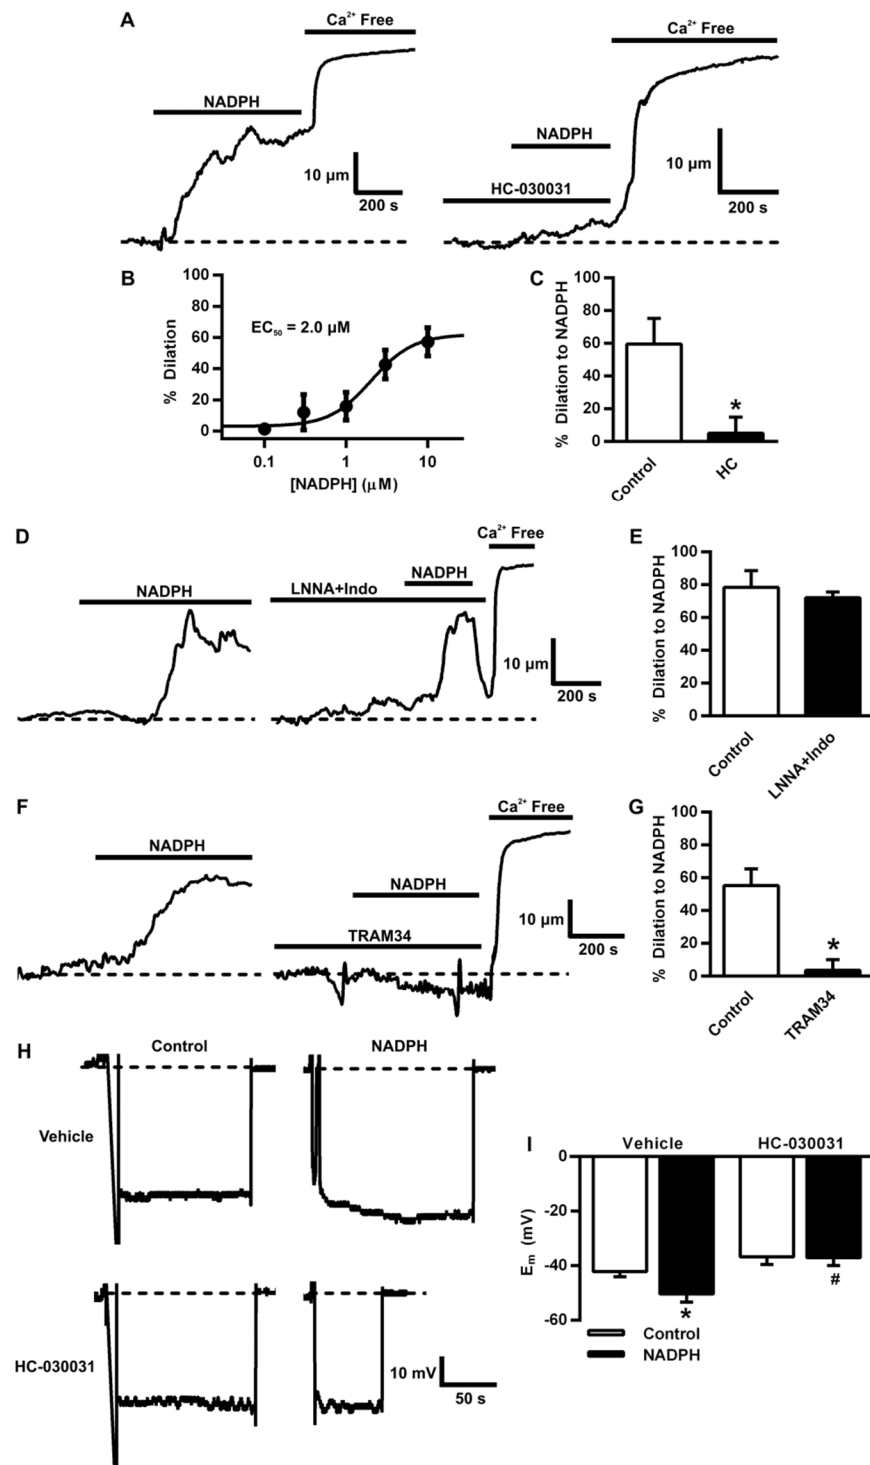 A
Ca²⁺ Free
Ca²⁺ Free
NADPH
NADPH
10 µm
200 s
HC-030031
10 µm
200 s
B
100
80
60
40
20
0
% Dilation
EC₅₀ = 2.0 µM
0.1
1
10
[NADPH] (µM)
C
100
80
60
40
20
0
% Dilation to NADPH
*
Control
HC
D
Ca²⁺ Free
NADPH
NADPH
LNNA+Indo
10 µm
200 s
E
100
80
60
40
20
0
% Dilation to NADPH
Control
LNNA+Indo
F
Ca²⁺ Free
NADPH
NADPH
TRAM34
10 µm
200 s
G
100
80
60
40
20
0
% Dilation to NADPH
*
Control
TRAM34
H
Control
NADPH
Vehicle
HC-030031
10 mV
50 s
I
Vehicle
HC-030031
0
-20
-40
-60
Eₘ (mV)
*
#
Control
NADPH